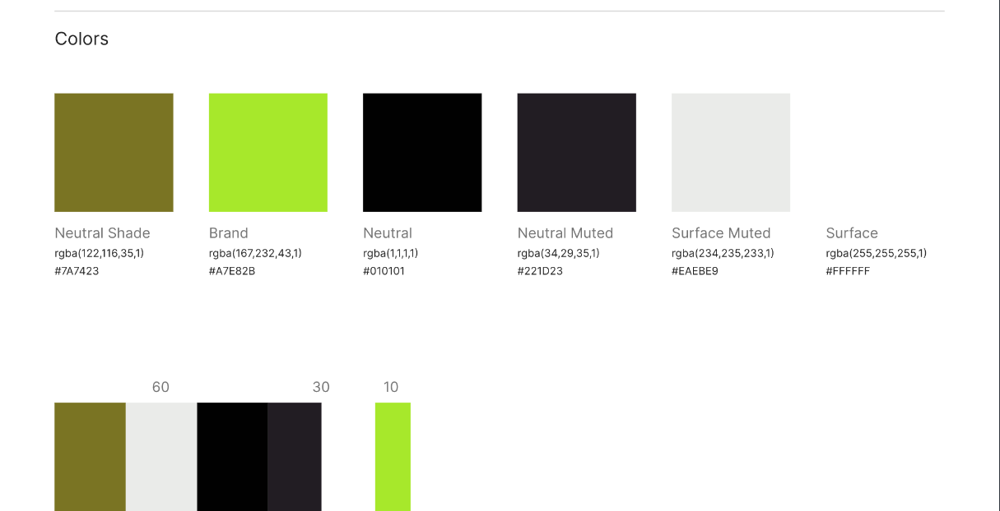 Colors
Neutral Shade
rgba(122,116,35,1)
#7A7423
Brand
rgba(167,232,43,1)
#A7E82B
Neutral
rgba(1,1,1,1)
#010101
Neutral Muted
rgba(34,29,35,1)
#221D23
Surface Muted
rgba(234,235,233,1)
#EAEBE9
Surface
rgba(255,255,255,1)
#FFFFFF
60
30
10